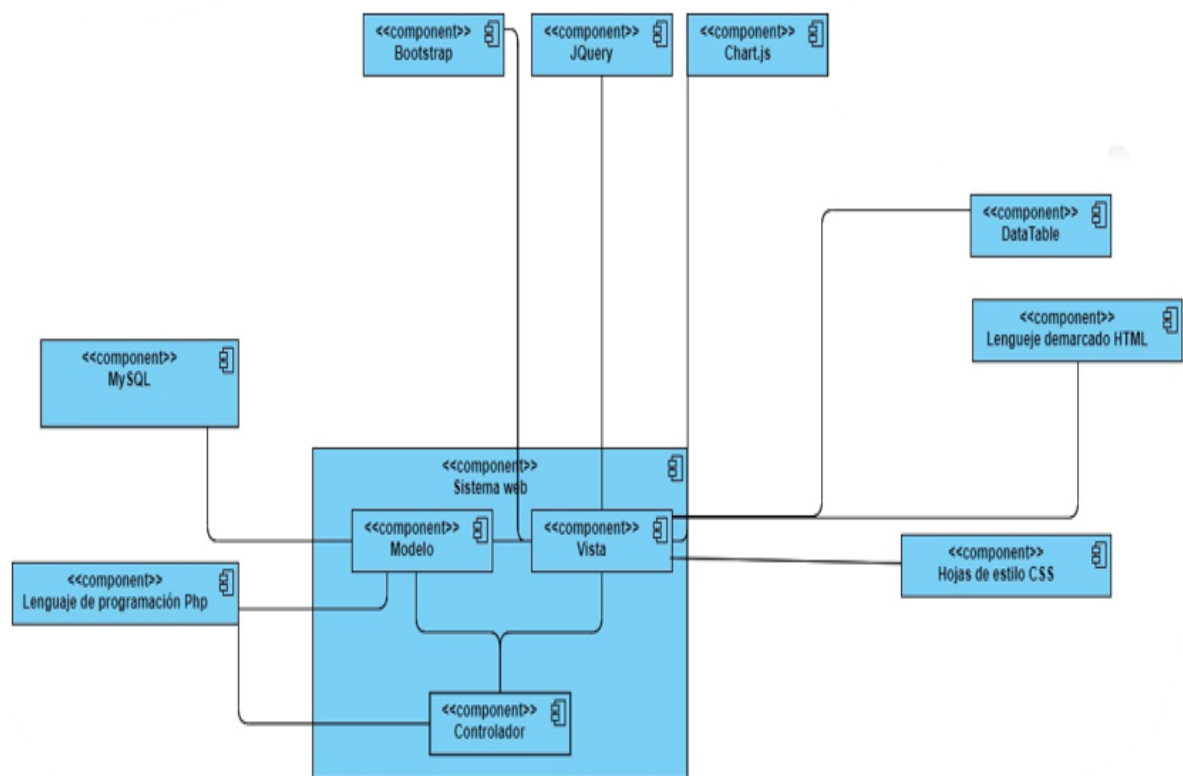 <<component>>
Bootstrap
<<component>>
JQuery
<<component>>
Chart.js
<<component>>
DataTable
<<component>>
Lengueje demarcado HTML
<<component>>
MySQL
<<component>>
Sistema web
<<component>>
Modelo
<<component>>
Vista
<<component>>
Hojas de estilo CSS
<<component>>
Lenguaje de programación Php
<<component>>
Controlador